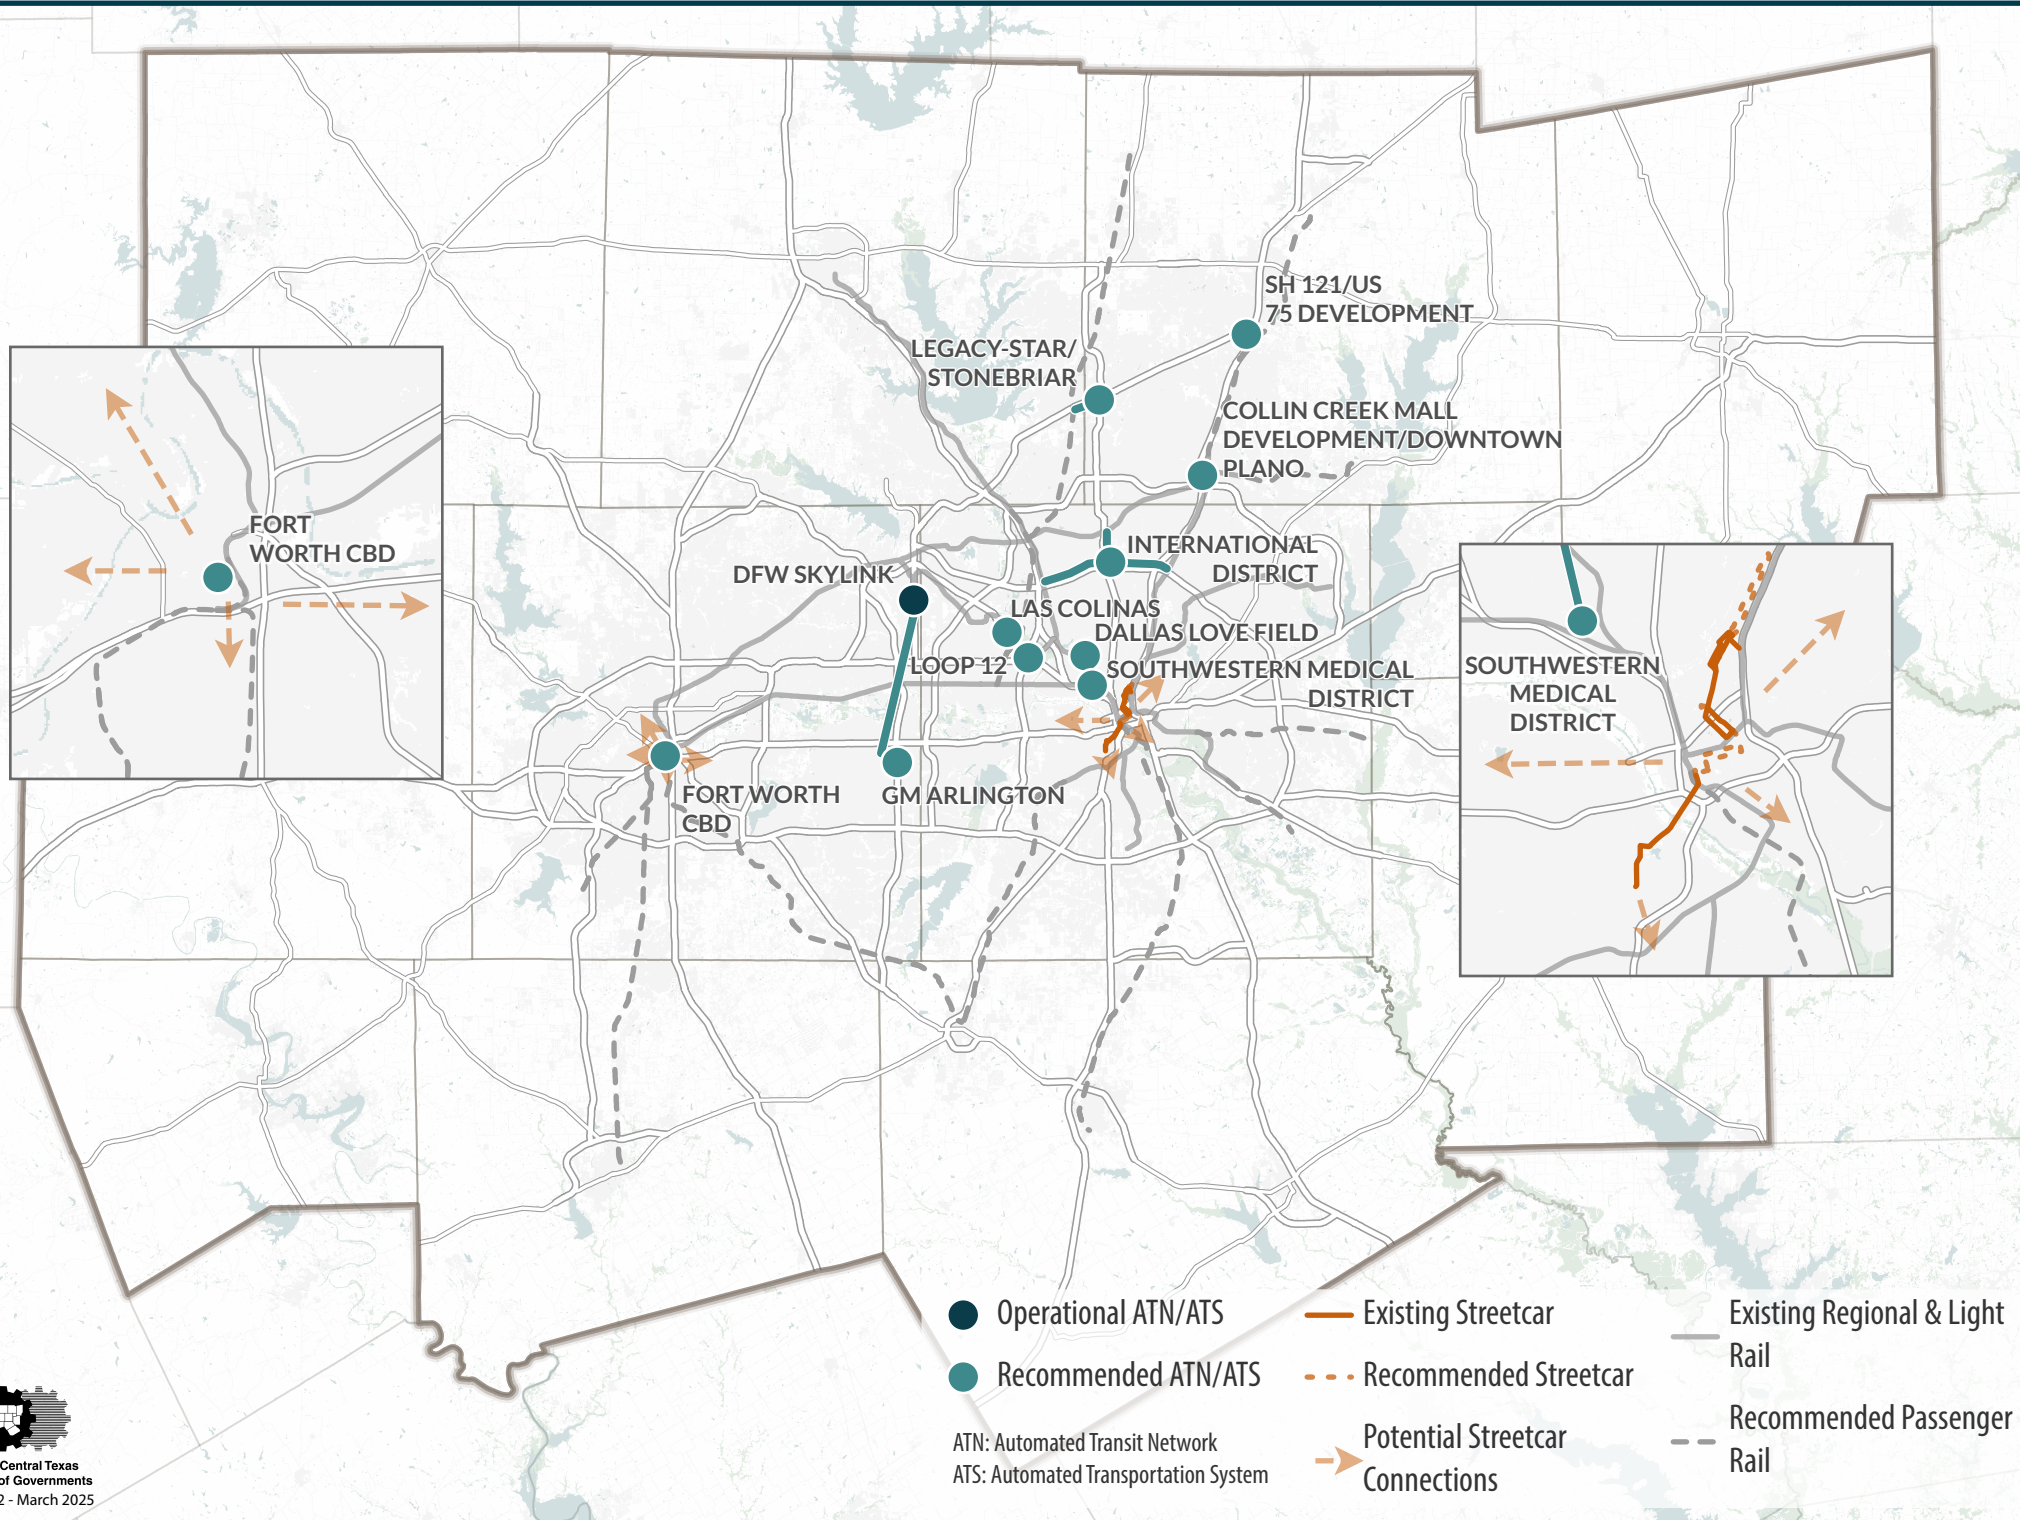 SH 121/US
75 DEVELOPMENT
LEGACY-STAR/
STONEBRIAR
COLLIN CREEK MALL
DEVELOPMENT/DOWNTOWN
PLANO
FORT
WORTH CBD
INTERNATIONAL
DISTRICT
DFW SKYLINK
LAS COLINAS
DALLAS LOVE FIELD
LOOP 12
SOUTHWESTERN MEDICAL
DISTRICT
SOUTHWESTERN
MEDICAL
DISTRICT
FORT WORTH
CBD
GM ARLINGTON
Operational ATN/ATS
Recommended ATN/ATS
ATN: Automated Transit Network
ATS: Automated Transportation System
Existing Streetcar
Recommended Streetcar
Potential Streetcar
Connections
Existing Regional & Light
Rail
Recommended Passenger
Rail
Central Texas
of Governments
2 - March 2025